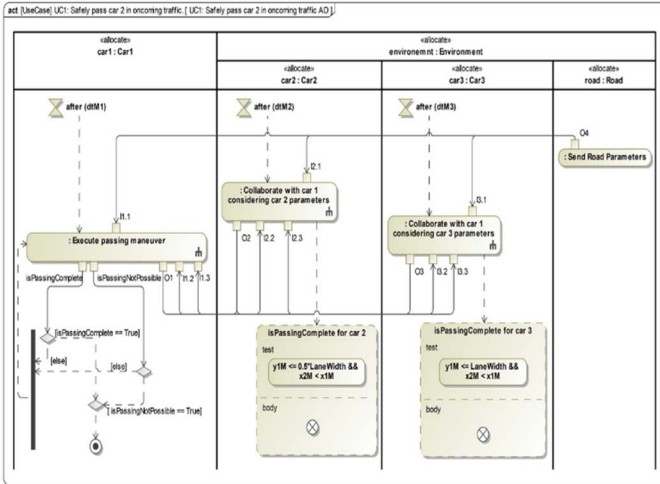 act [UseCase] UC1: Safely pass car 2 in oncoming traffic. [ UC1: Safely pass car 2 in oncoming traffic AD ]
«allocate»
car1 : Car1
«allocate»
environemnt : Environment
«allocate»
car2 : Car2
«allocate»
car3 : Car3
«allocate»
road : Road
after (dtM1)
after (dtM2)
after (dtM3)
O4
: Send Road Parameters
I2.1
: Collaborate with car 1
considering car 2 parameters
I3.1
: Collaborate with car 1
considering car 3 parameters
I1.1
: Execute passing maneuver
O2
I2.2
I2.3
O3
I3.2
I3.3
isPassingComplete
isPassingNotPossible
O1
I1.2
I1.3
[isPassingComplete == True]
[else]
[else]
[ isPassingNotPossible == True]
isPassingComplete for car 2
test
y1M <= 0.5*LaneWidth &&
x2M < x1M
body
isPassingComplete for car 3
test
y1M <= LaneWidth &&
x2M < x1M
body